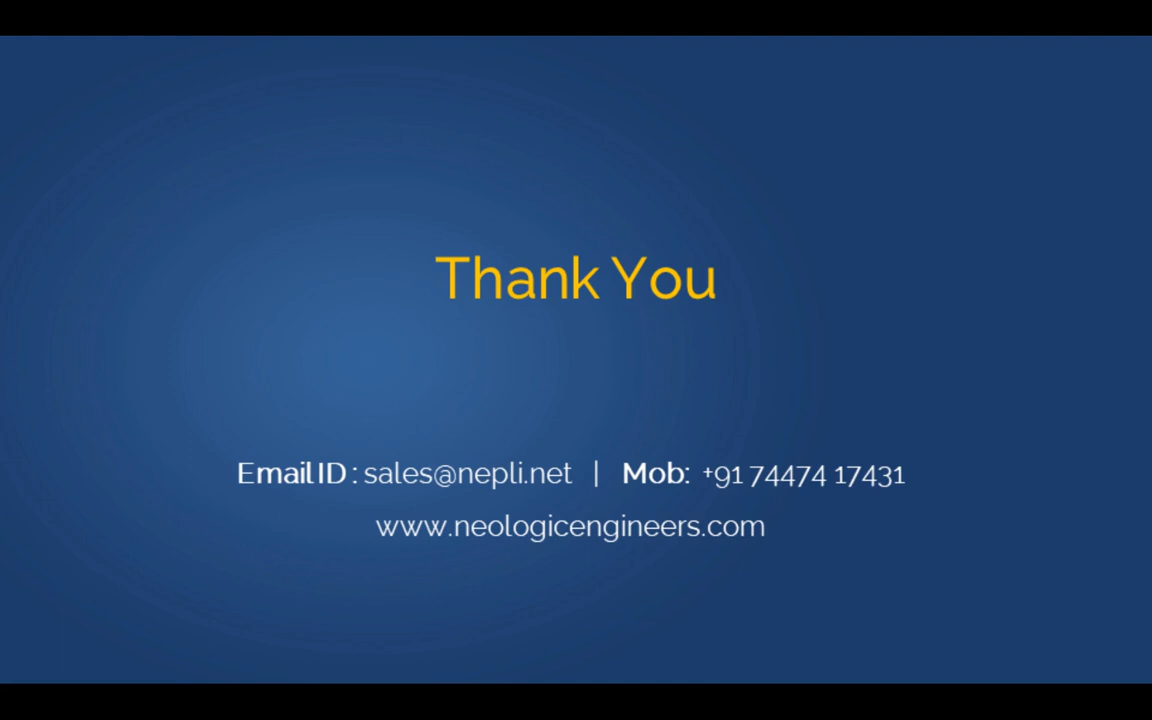 Thank You
Email ID : sales@nepli.net | Mob: +91 74474 17431
www.neologicengineers.com